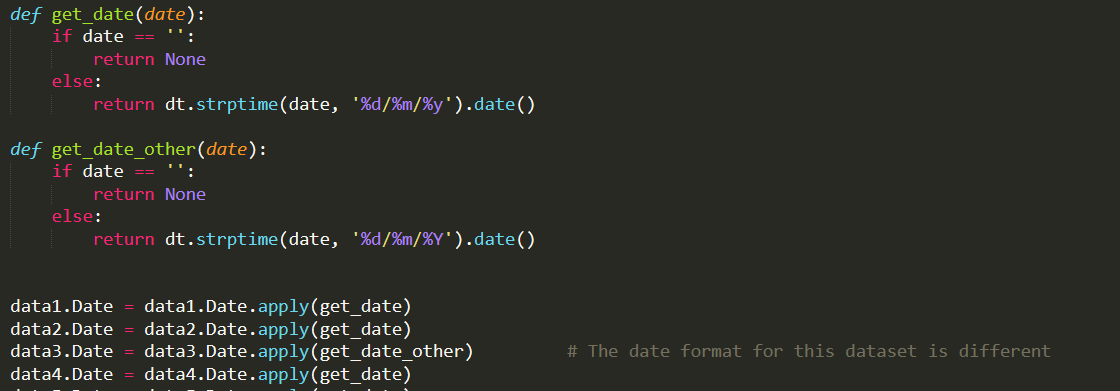 def get_date(date):
    if date == '':
        return None
    else:
        return dt.strptime(date, '%d/%m/%y').date()
def get_date_other(date):
    if date == '':
        return None
    else:
        return dt.strptime(date, '%d/%m/%Y').date()
data1.Date = data1.Date.apply(get_date)
data2.Date = data2.Date.apply(get_date)
data3.Date = data3.Date.apply(get_date_other)         # The date format for this dataset is different
data4.Date = data4.Date.apply(get_date)